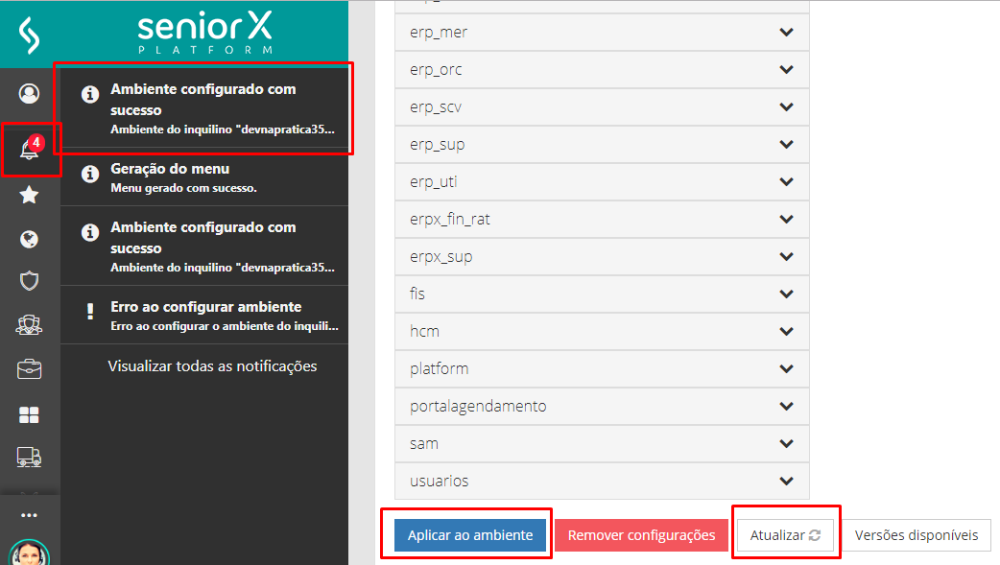 seniorX
PLATFORM
4
Ambiente configurado com
sucesso
Ambiente do inquilino "devnapratica35...
Geração do menu
Menu gerado com sucesso.
Ambiente configurado com
sucesso
Ambiente do inquilino "devnapratica35...
Erro ao configurar ambiente
Erro ao configurar o ambiente do inquili...
Visualizar todas as notificações
erp_mer
erp_orc
erp_scv
erp_sup
erp_uti
erpx_fin_rat
erpx_sup
fis
hcm
platform
portalagendamento
sam
usuarios
Aplicar ao ambiente
Remover configurações
Atualizar
Versões disponíveis